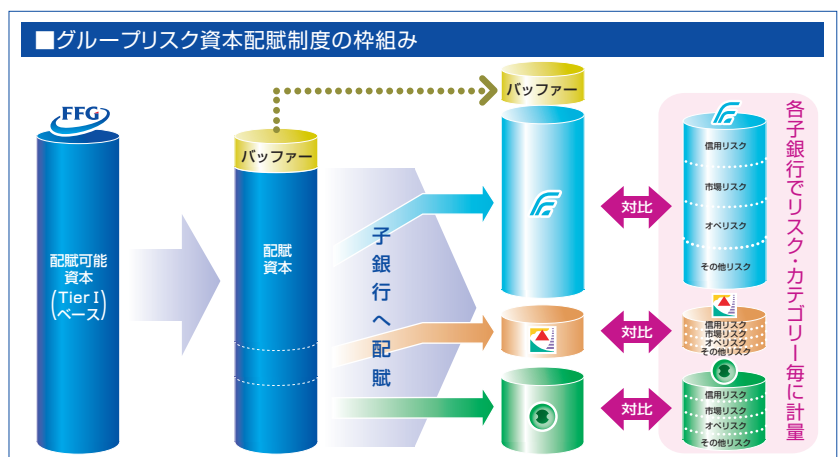 ■グループリスク資本配賦制度の枠組み
FFG
配賦可能
資本
(Tier I
ベース)
バッファー
配賦
資本
子銀行へ配賦
バッファー
対比
対比
対比
信用リスク
市場リスク
オペリスク
その他リスク
信用リスク
市場リスク
オペリスク
その他リスク
信用リスク
市場リスク
オペリスク
その他リスク
各子銀行でリスク・カテゴリー毎に計量